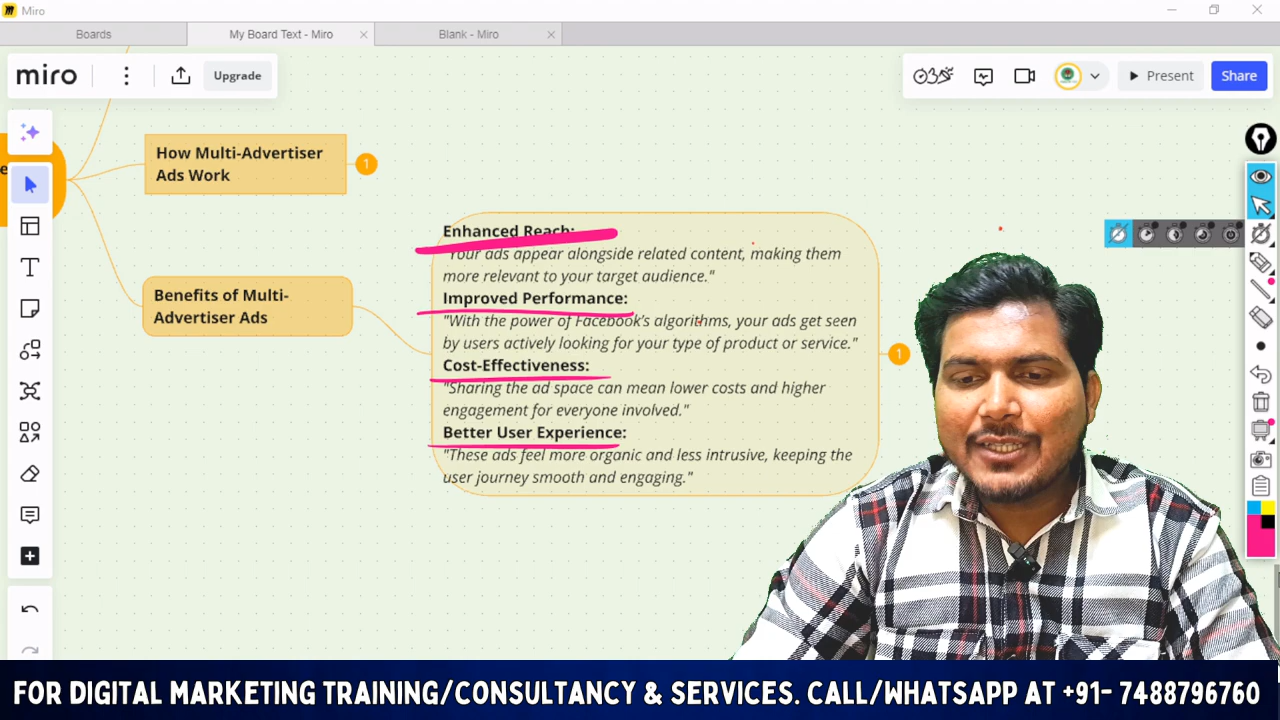 Miro
Boards
My Board Text - Miro
Blank - Miro
miro
Upgrade
Present
Share
How Multi-Advertiser
Ads Work
1
Benefits of Multi-
Advertiser Ads
Enhanced Reach:
"Your ads appear alongside related content, making them
more relevant to your target audience."
Improved Performance:
"With the power of Facebook's algorithms, your ads get seen
by users actively looking for your type of product or service."
Cost-Effectiveness:
"Sharing the ad space can mean lower costs and higher
engagement for everyone involved."
Better User Experience:
"These ads feel more organic and less intrusive, keeping the
user journey smooth and engaging."
1
FOR DIGITAL MARKETING TRAINING/CONSULTANCY & SERVICES. CALL/WHATSAPP AT +91- 7488796760